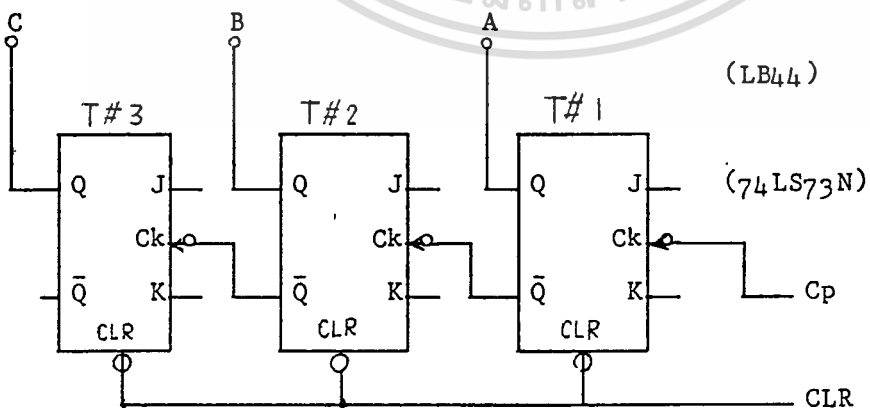 C B A
(LB44)
T#3 T#2 T#1
Q J Q J Q J (74LS73N)
Ck Ck Ck
Q̄ K Q̄ K Q̄ K Cp
CLR CLR CLR
CLR